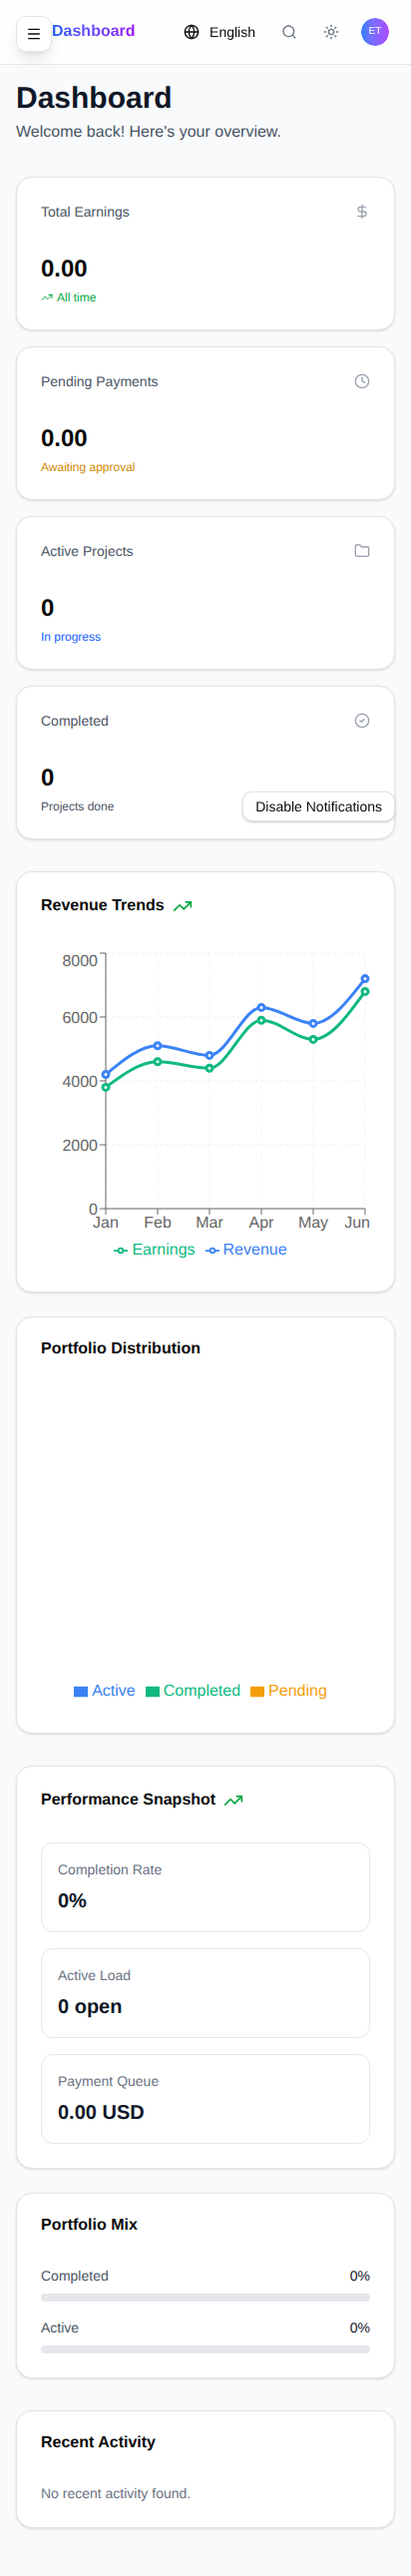 Dashboard
English
ET
Dashboard
Welcome back! Here's your overview.
Total Earnings
0.00
All time
Pending Payments
0.00
Awaiting approval
Active Projects
0
In progress
Completed
0
Projects done
Disable Notifications
Revenue Trends
8000
6000
4000
2000
0
Jan Feb Mar Apr May Jun
Earnings Revenue
Portfolio Distribution
Active Completed Pending
Performance Snapshot
Completion Rate
0%
Active Load
0 open
Payment Queue
0.00 USD
Portfolio Mix
Completed 0%
Active 0%
Recent Activity
No recent activity found.